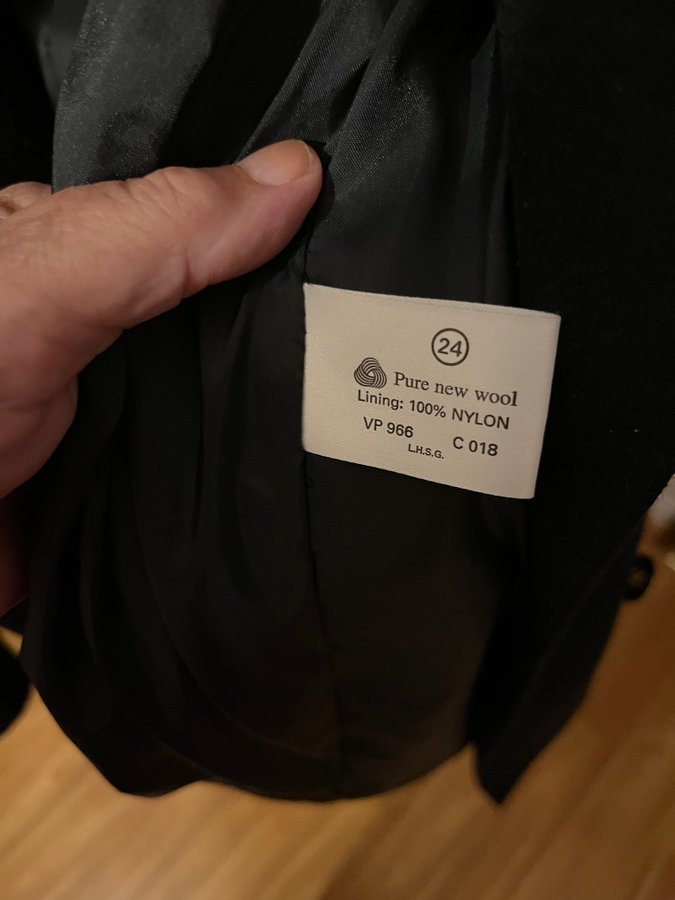 24
Pure new wool
Lining: 100% NYLON
VP 966 C 018
L.H.S.G.